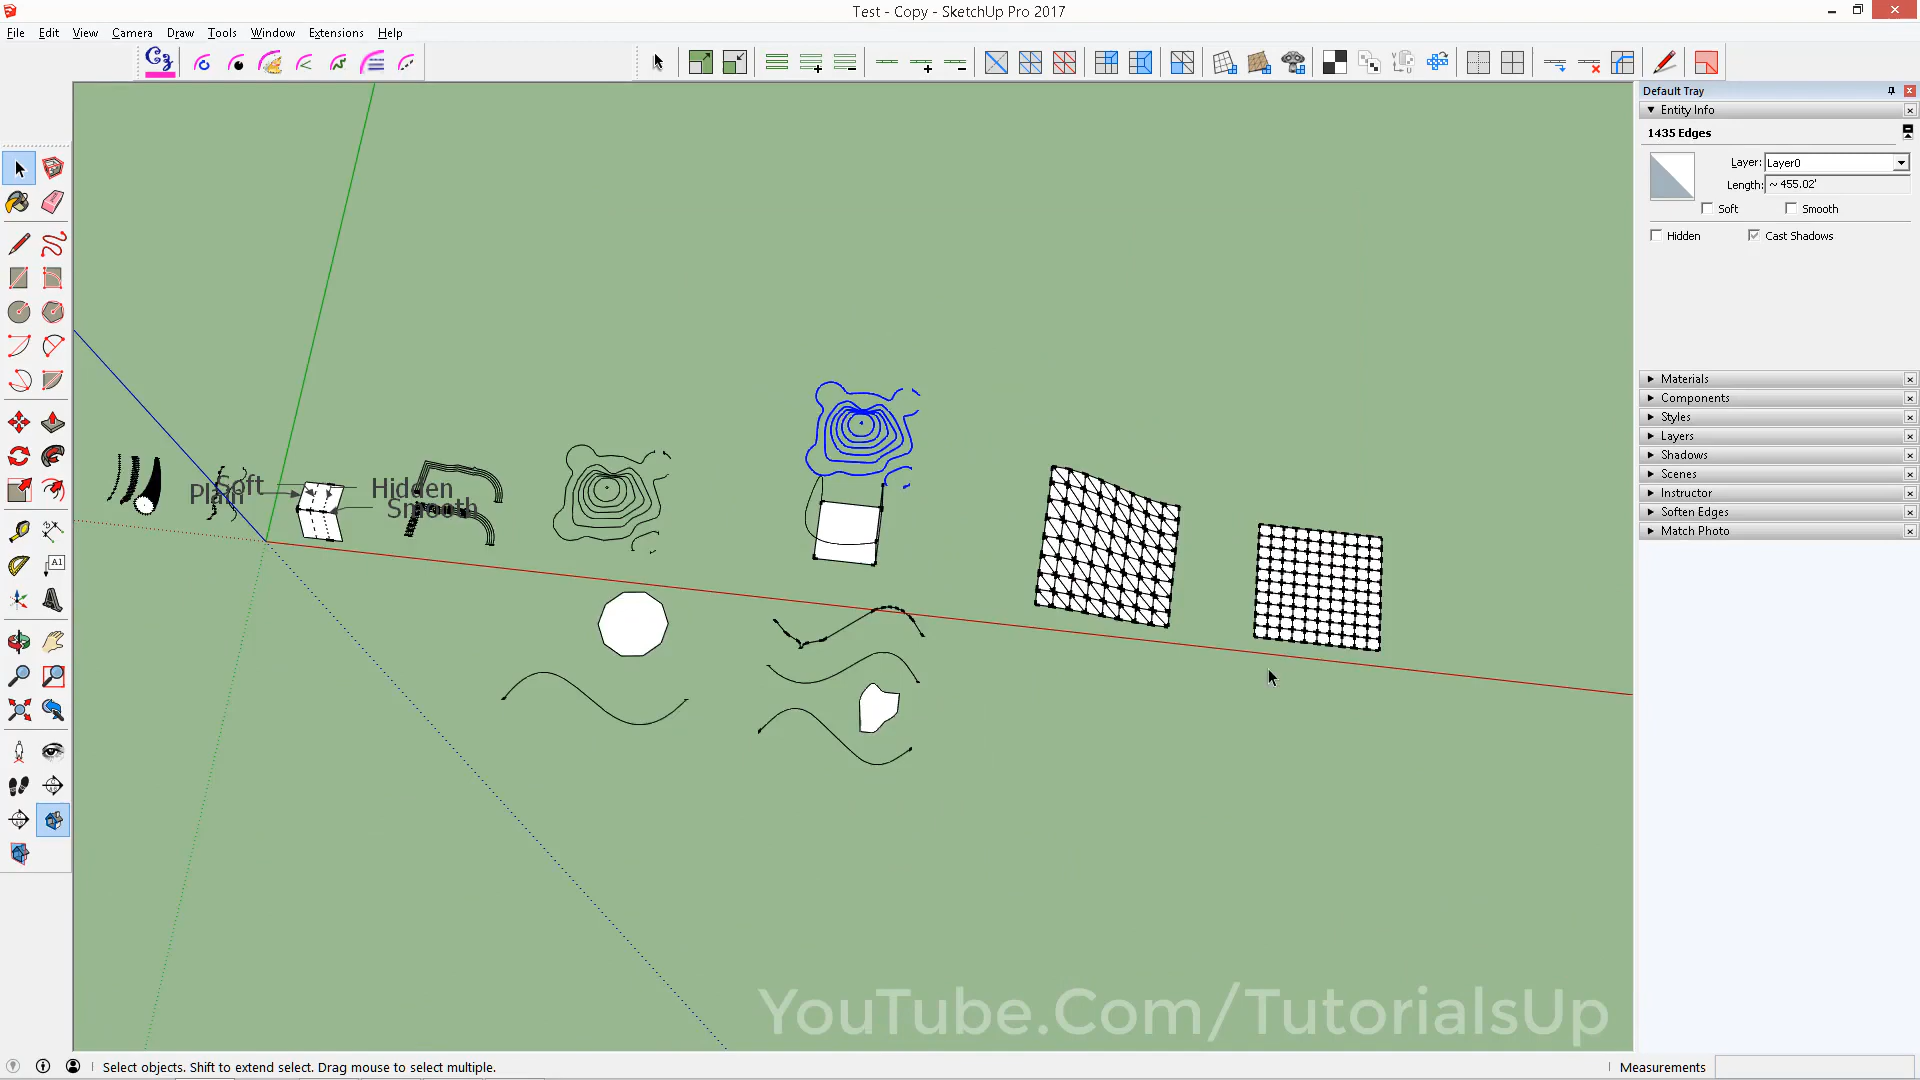 Test - Copy - SketchUp Pro 2017
File Edit View Camera Draw Tools Window Extensions Help
Default Tray
Entity Info
1435 Edges
Layer: Layer0
Length: ~ 455.02'
Soft Smooth
Hidden Cast Shadows
Materials
Components
Styles
Layers
Shadows
Scenes
Instructor
Soften Edges
Match Photo
Soft
Plain
Hidden
Smooth
A1
YouTube.Com/TutorialsUp
Select objects. Shift to extend select. Drag mouse to select multiple.
Measurements